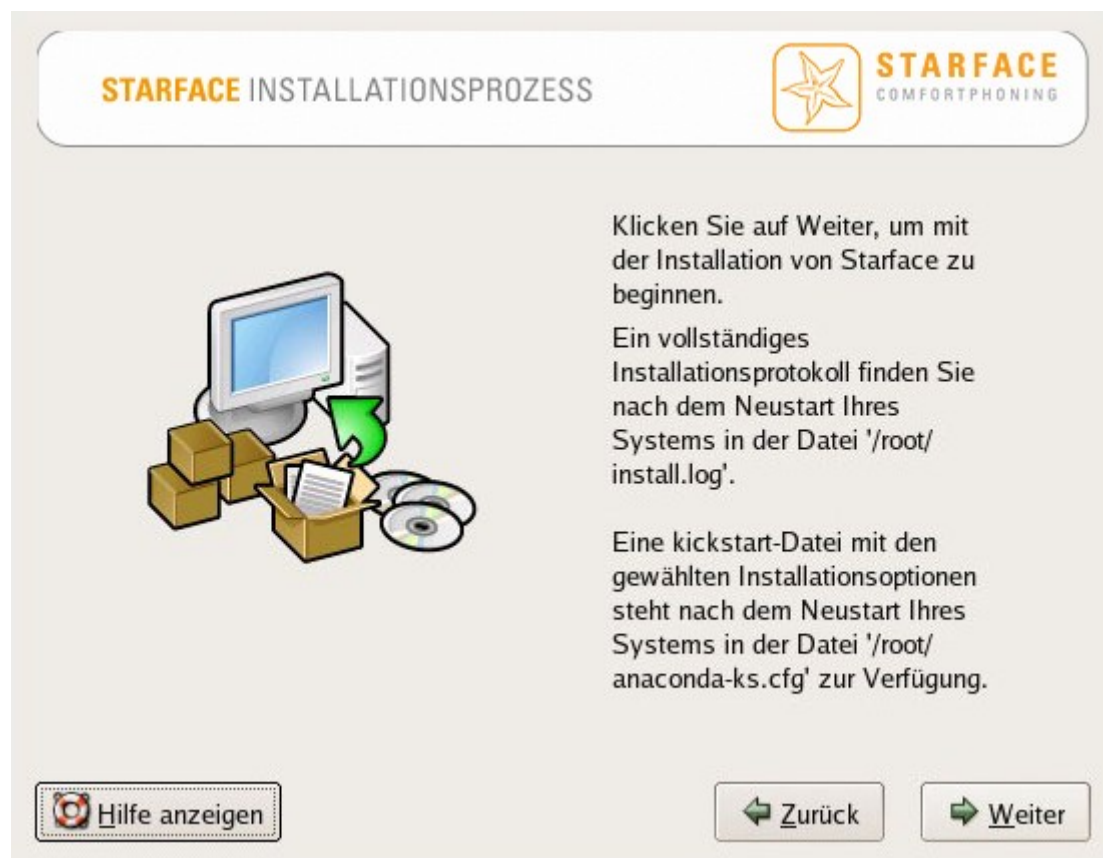 STARFACE INSTALLATIONSPROZESS
STARFACE
COMFORTPHONING
Klicken Sie auf Weiter, um mit
der Installation von Starface zu
beginnen.
Ein vollständiges
Installationsprotokoll finden Sie
nach dem Neustart Ihres
Systems in der Datei '/root/
install.log'.
Eine kickstart-Datei mit den
gewählten Installationsoptionen
steht nach dem Neustart Ihres
Systems in der Datei '/root/
anaconda-ks.cfg' zur Verfügung.
Hilfe anzeigen
Zurück
Weiter